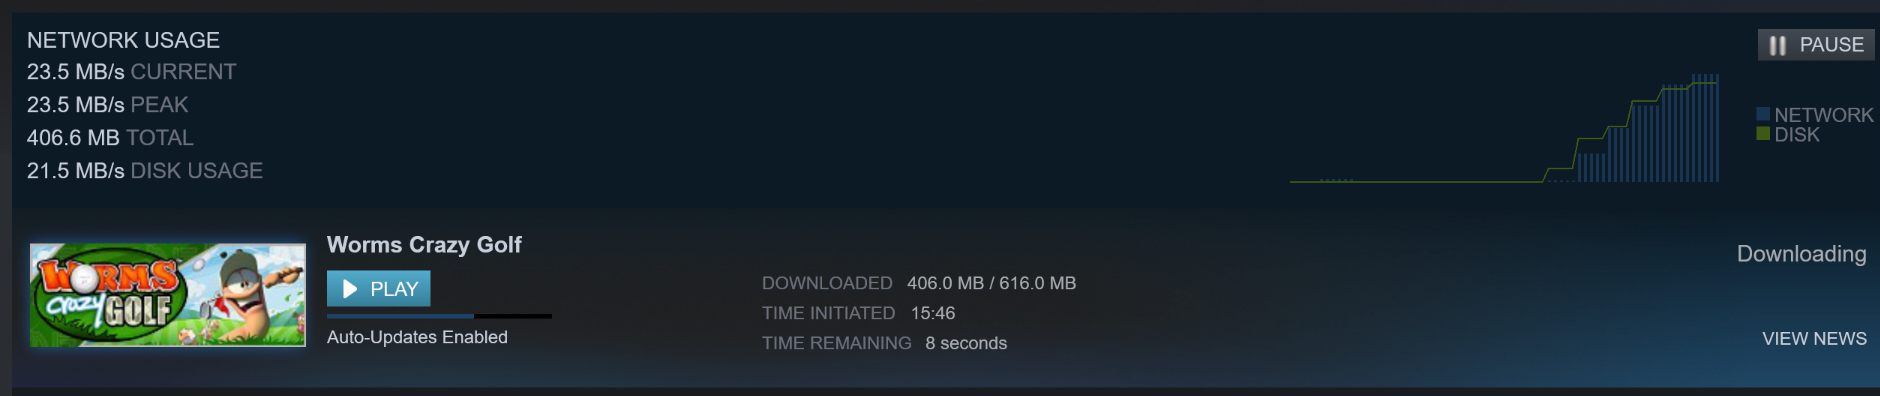 NETWORK USAGE
23.5 MB/s CURRENT
23.5 MB/s PEAK
406.6 MB TOTAL
21.5 MB/s DISK USAGE
PAUSE
NETWORK
DISK
WORMS
crazy
GOLF
Worms Crazy Golf
PLAY
Auto-Updates Enabled
DOWNLOADED 406.0 MB / 616.0 MB
TIME INITIATED 15:46
TIME REMAINING 8 seconds
Downloading
VIEW NEWS